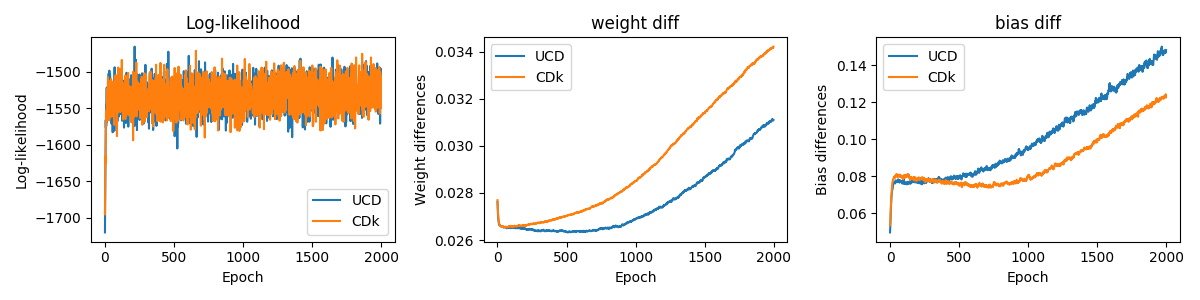 Log-likelihood
Log-likelihood
−1500
−1550
−1600
−1650
−1700
UCD
CDk
0
500
1000
1500
2000
Epoch
weight diff
Weight differences
0.034
0.032
0.030
0.028
0.026
UCD
CDk
0
500
1000
1500
2000
Epoch
bias diff
Bias differences
0.14
0.12
0.10
0.08
0.06
UCD
CDk
0
500
1000
1500
2000
Epoch